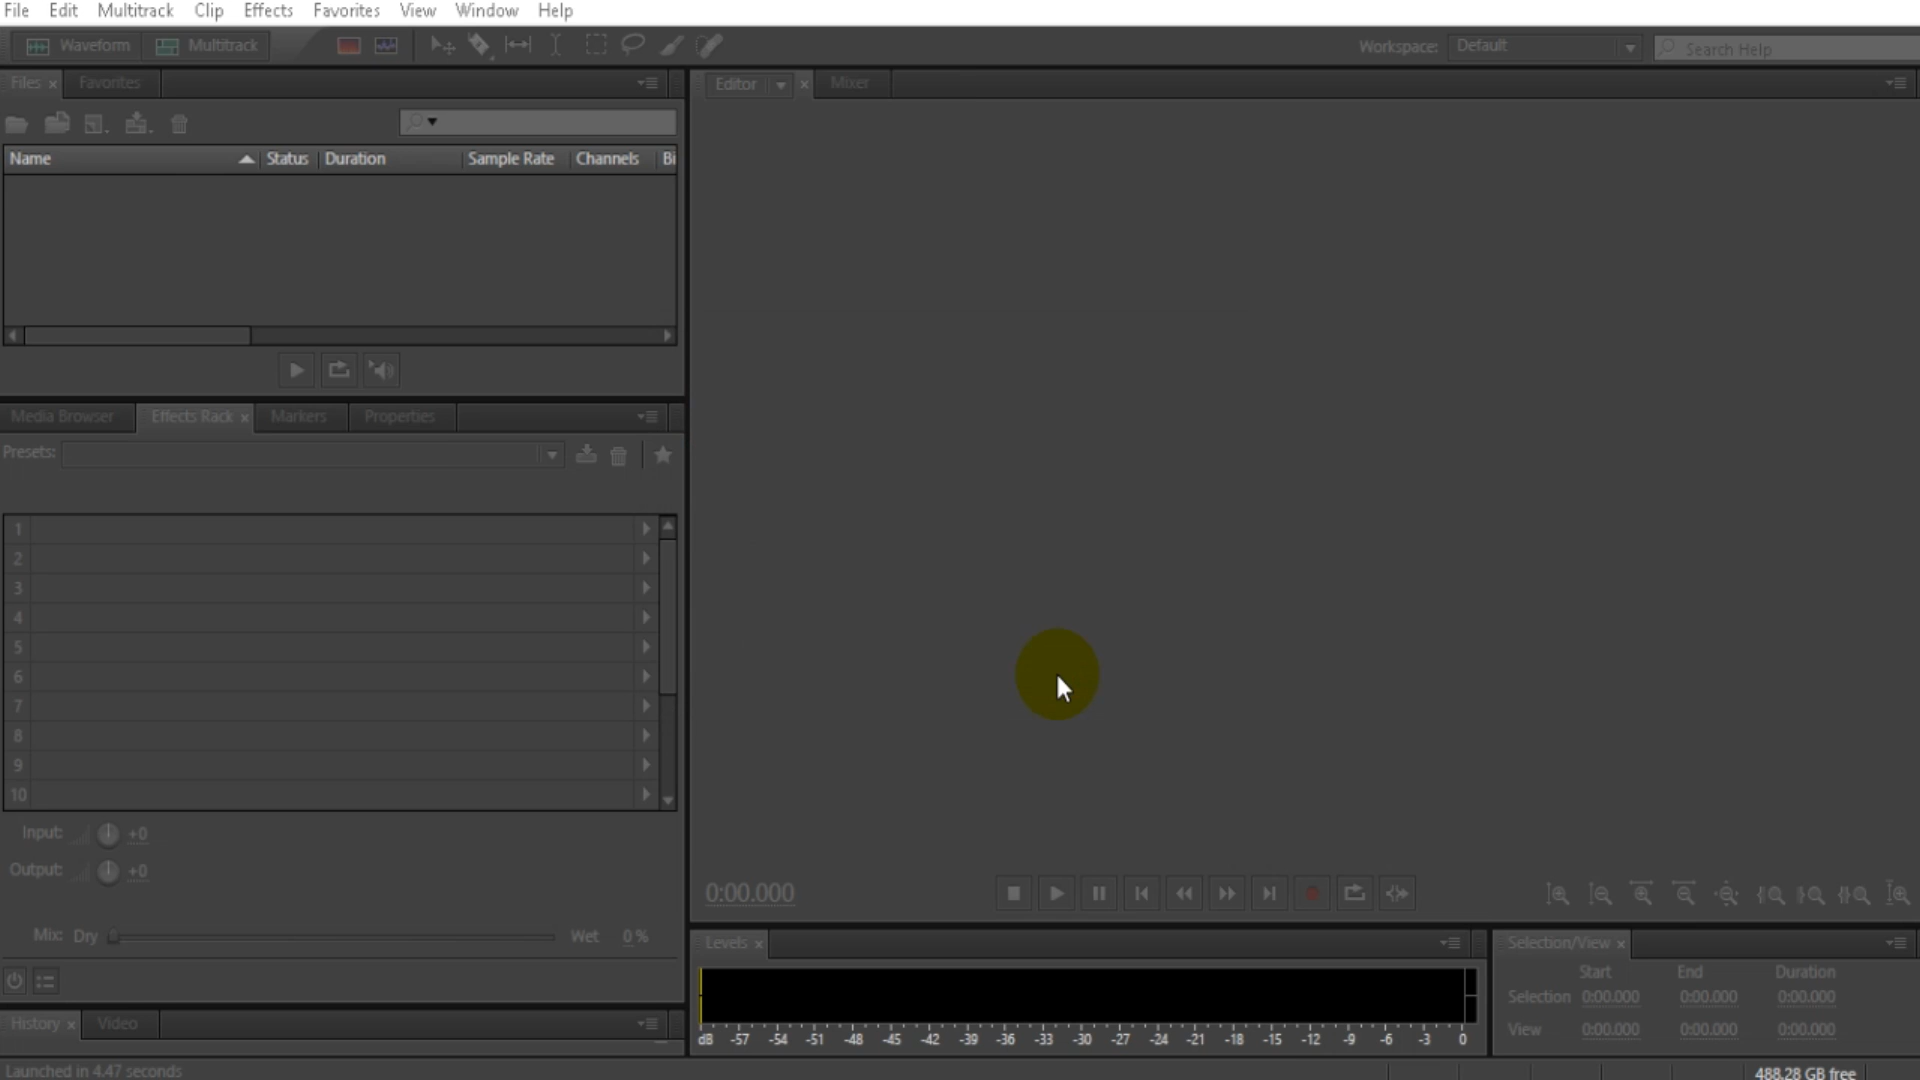 File Edit Multitrack Clip Effects Favorites View Window Help
Waveform Multitrack Workspace: Default Search Help
Files Favorites Editor Mixer
Name Status Duration Sample Rate Channels Bi
Media Browser Effects Rack Markers Properties
Presets:
1
2
3
4
5
6
7
8
9
10
Input: +0
Output: +0
0:00.000
Mix: Dry Wet 0 %
Levels Selection/View
Start End Duration
Selection 0:00.000 0:00.000 0:00.000
View 0:00.000 0:00.000 0:00.000
dB -57 -54 -51 -48 -45 -42 -39 -36 -33 -30 -27 -24 -21 -18 -15 -12 -9 -6 -3 0
History Video
Launched in 4.47 seconds 488.28 GB free